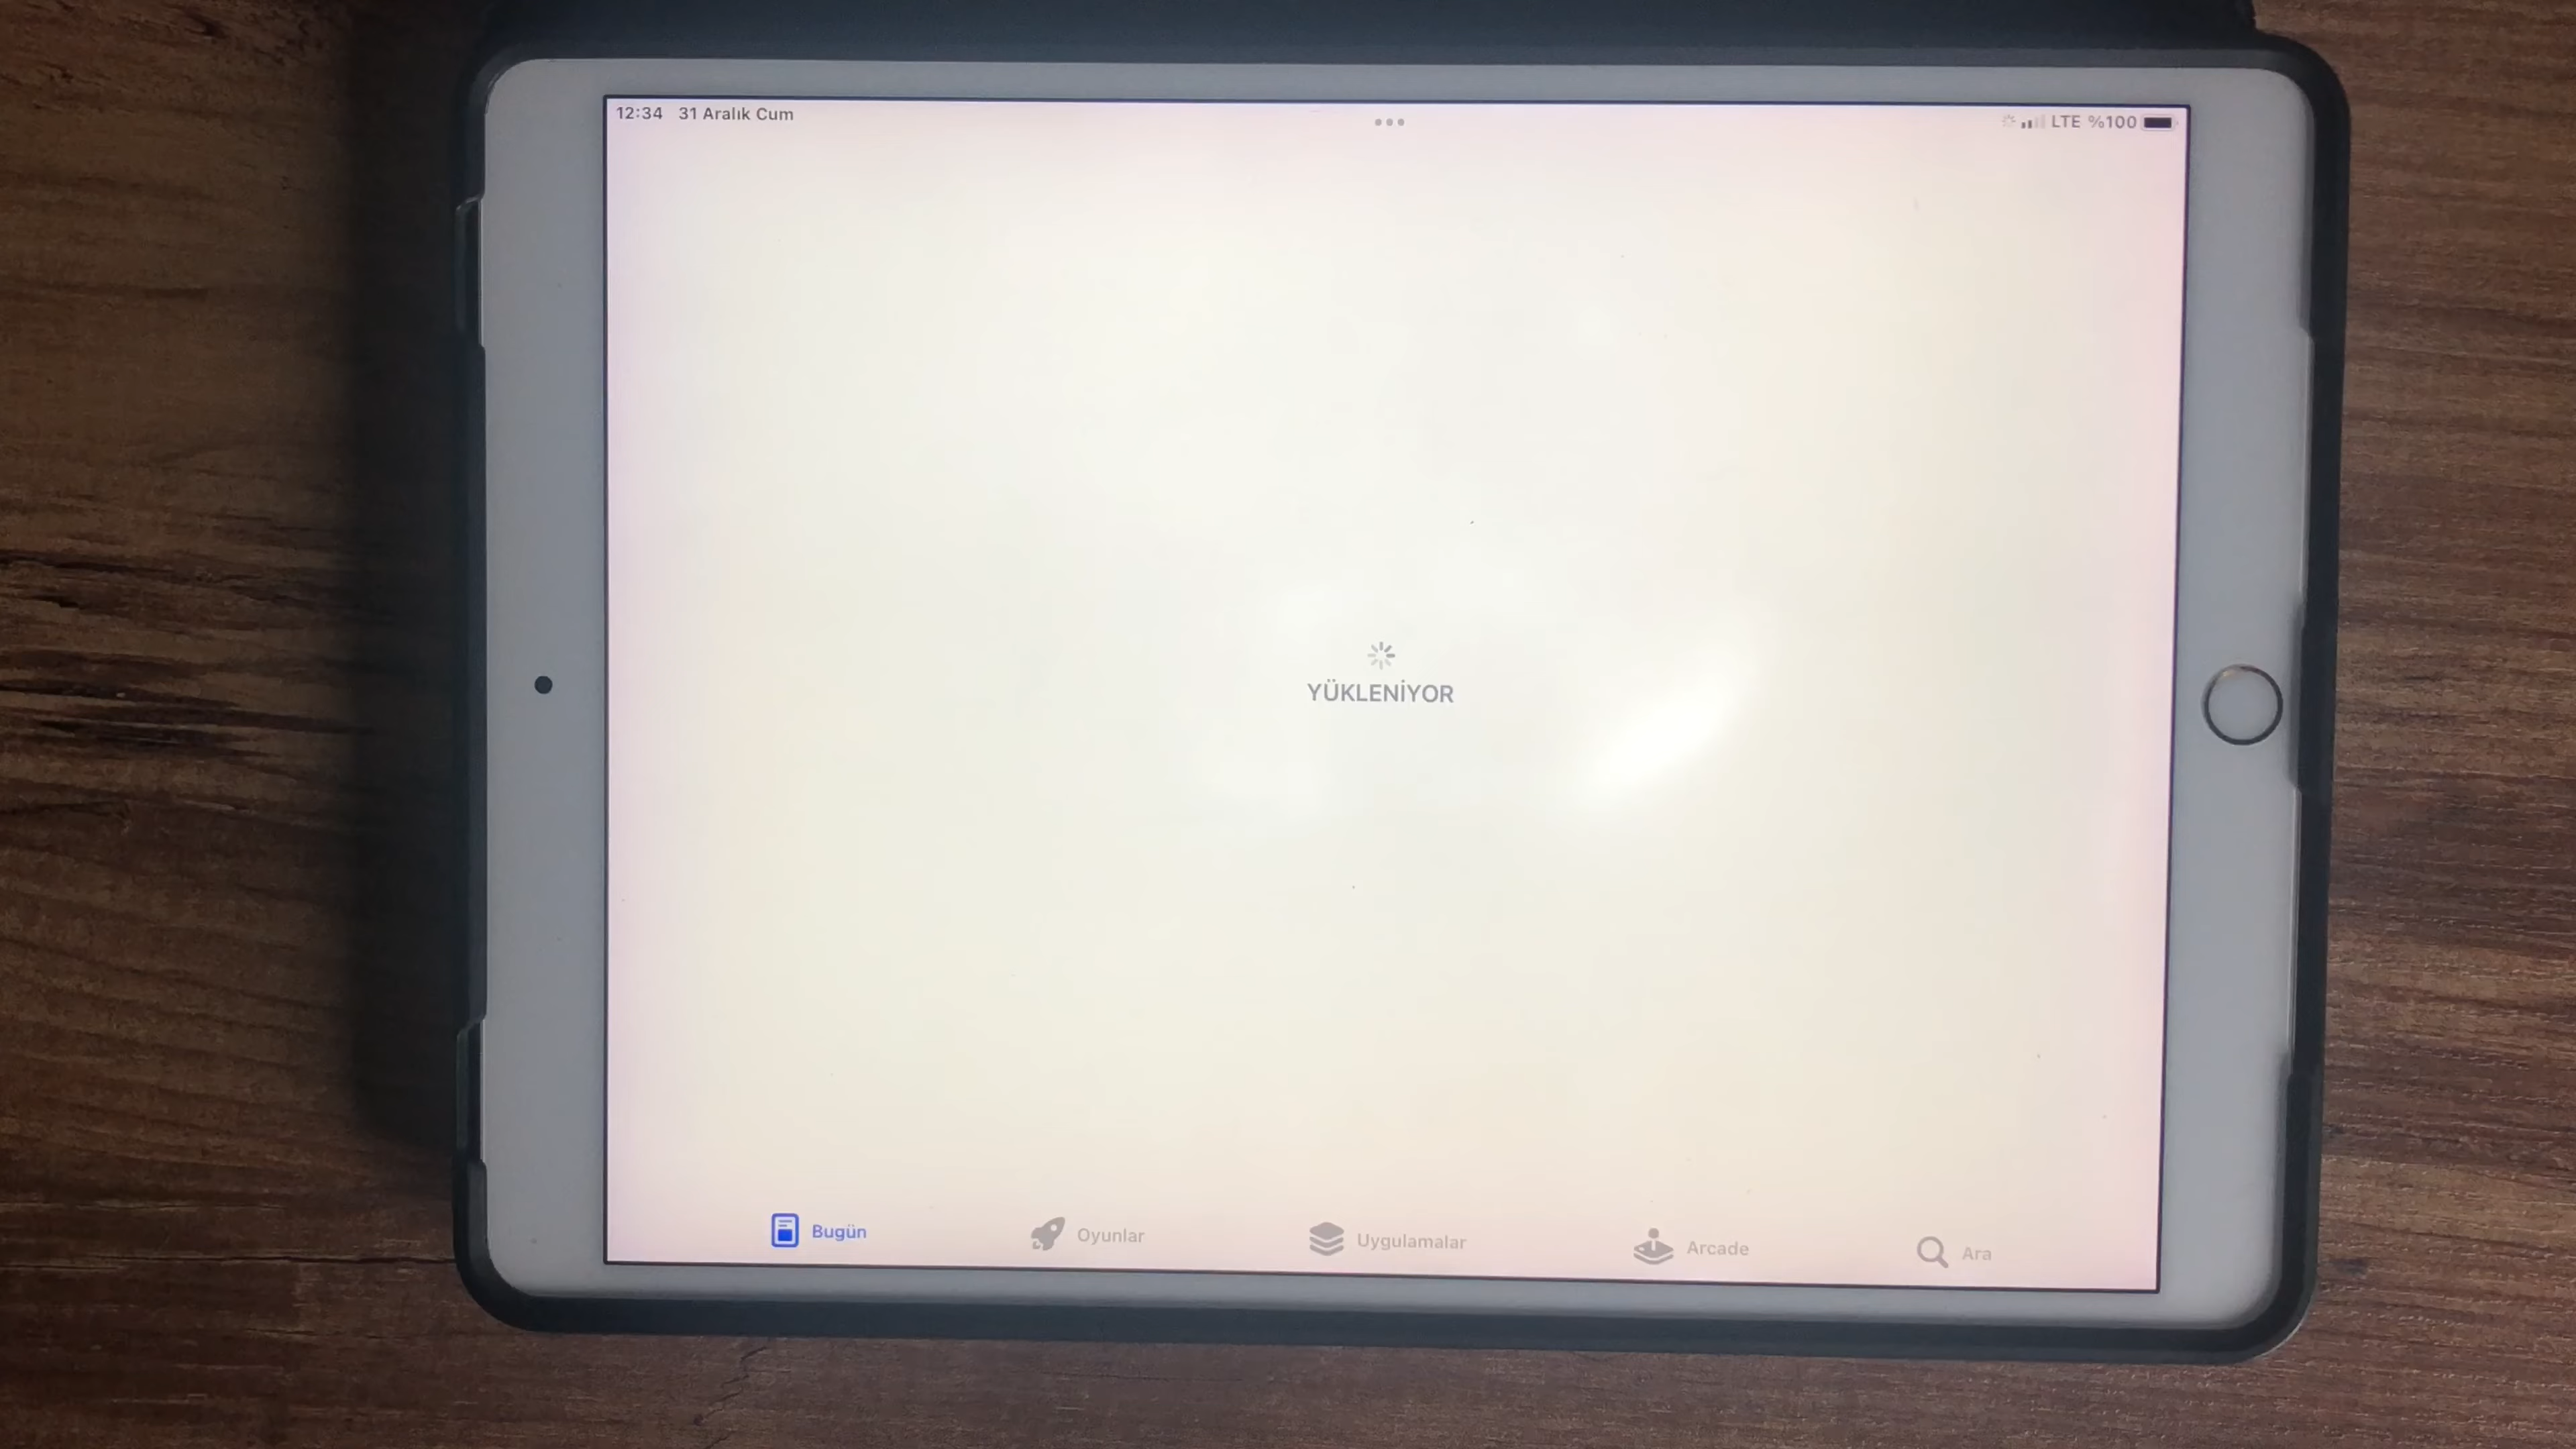 12:34 31 Aralık Cum
LTE %100
YÜKLENİYOR
Bugün
Oyunlar
Uygulamalar
Arcade
Ara